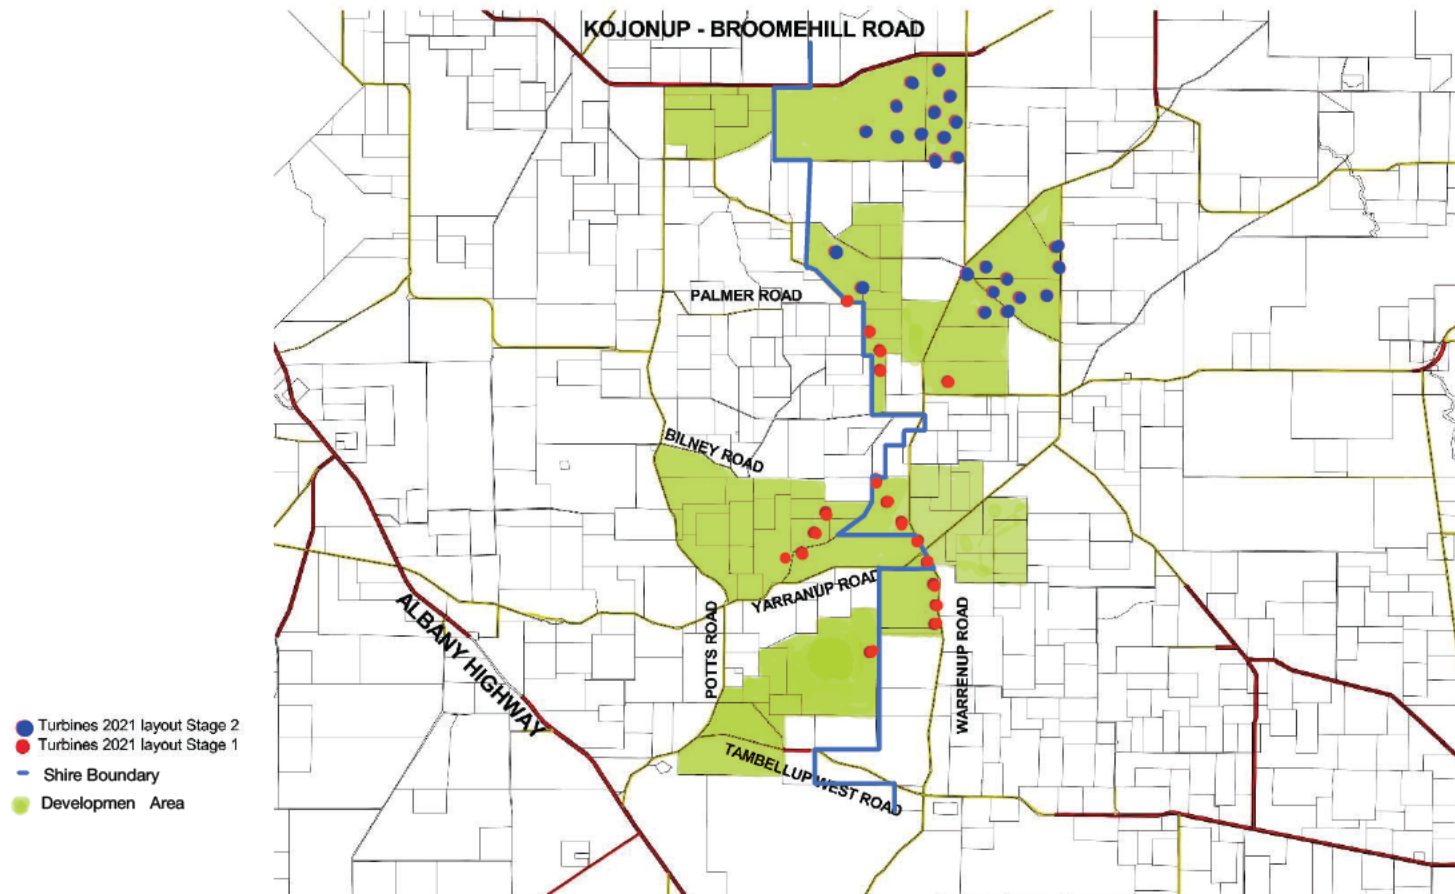 KOJONUP - BROOMEHILL ROAD
PALMER ROAD
BILNEY ROAD
YARRANUP ROAD
POTTS ROAD
WARRENUP ROAD
ALBANY HIGHWAY
TAMBELLUP WEST ROAD
Turbines 2021 layout Stage 2
Turbines 2021 layout Stage 1
Shire Boundary
Developmen Area